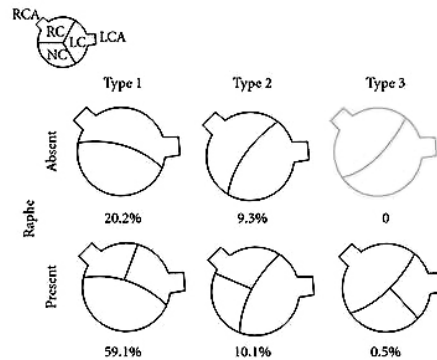 RCA
RC
LC
LCA
NC
Type 1
Type 2
Type 3
Raphe
Absent
20.2%
9.3%
0
Present
59.1%
10.1%
0.5%